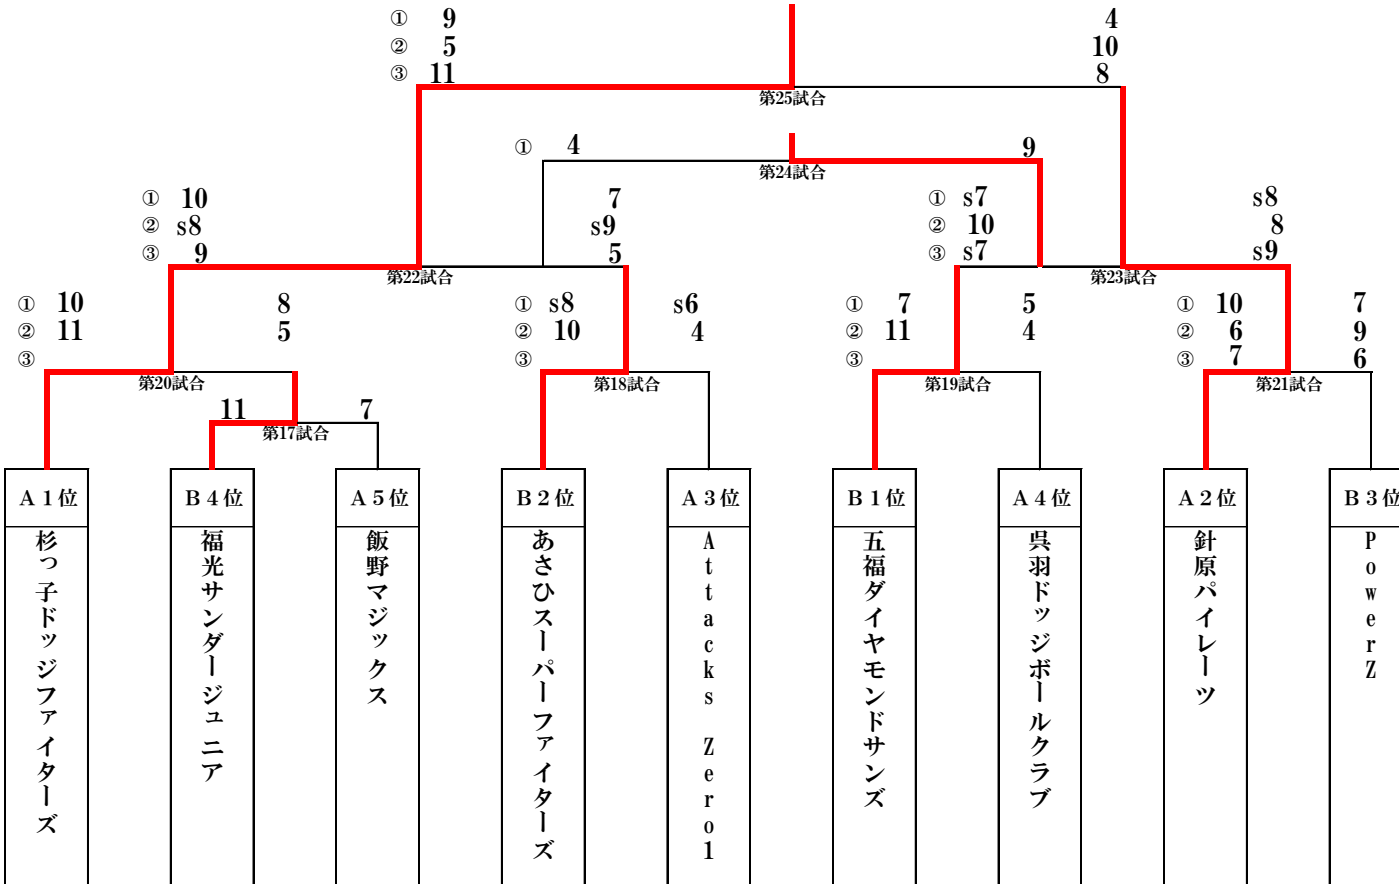 ① 9 4
② 5 10
③ 11 8
第25試合
① 4 9
第24試合
① 10 7 ① s7 s8
② s8 s9 ② 10 8
③ 9 5 ③ s7 s9
第22試合 第23試合
① 10 8 ① s8 s6 ① 7 5 ① 10 7
② 11 5 ② 10 4 ② 11 4 ② 6 9
③ ③ ③ ③ 7 6
第20試合 第18試合 第19試合 第21試合
11 7
第17試合
A1位 B4位 A5位 B2位 A3位 B1位 A4位 A2位 B3位
杉っ子ドッジファイターズ
福光サンダージュニア
飯野マジックス
あさひスーパーファイターズ
Attacks Zero1
五福ダイヤモンドサンズ
呉羽ドッジボールクラブ
針原パイレーツ
PowerZ